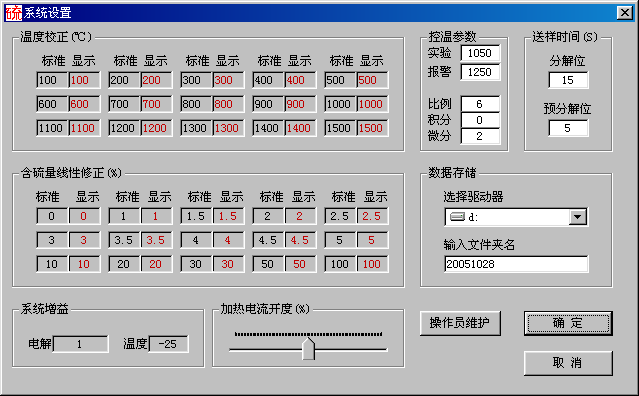 硫 系统设置
温度校正(℃)
标准 显示 标准 显示 标准 显示 标准 显示 标准 显示
100 100 200 200 300 300 400 400 500 500
600 600 700 700 800 800 900 900 1000 1000
1100 1100 1200 1200 1300 1300 1400 1400 1500 1500
控温参数
实验 1050
报警 1250
比例 6
积分 0
微分 2
送样时间(S)
分解位
15
预分解位
5
含硫量线性修正(%)
标准 显示 标准 显示 标准 显示 标准 显示 标准 显示
0 0 1 1 1.5 1.5 2 2 2.5 2.5
3 3 3.5 3.5 4 4 4.5 4.5 5 5
10 10 20 20 30 30 50 50 100 100
数据存储
选择驱动器
d:
输入文件夹名
20051028
系统增益
电解 1 温度 -25
加热电流开度(%)
操作员维护
确 定
取 消